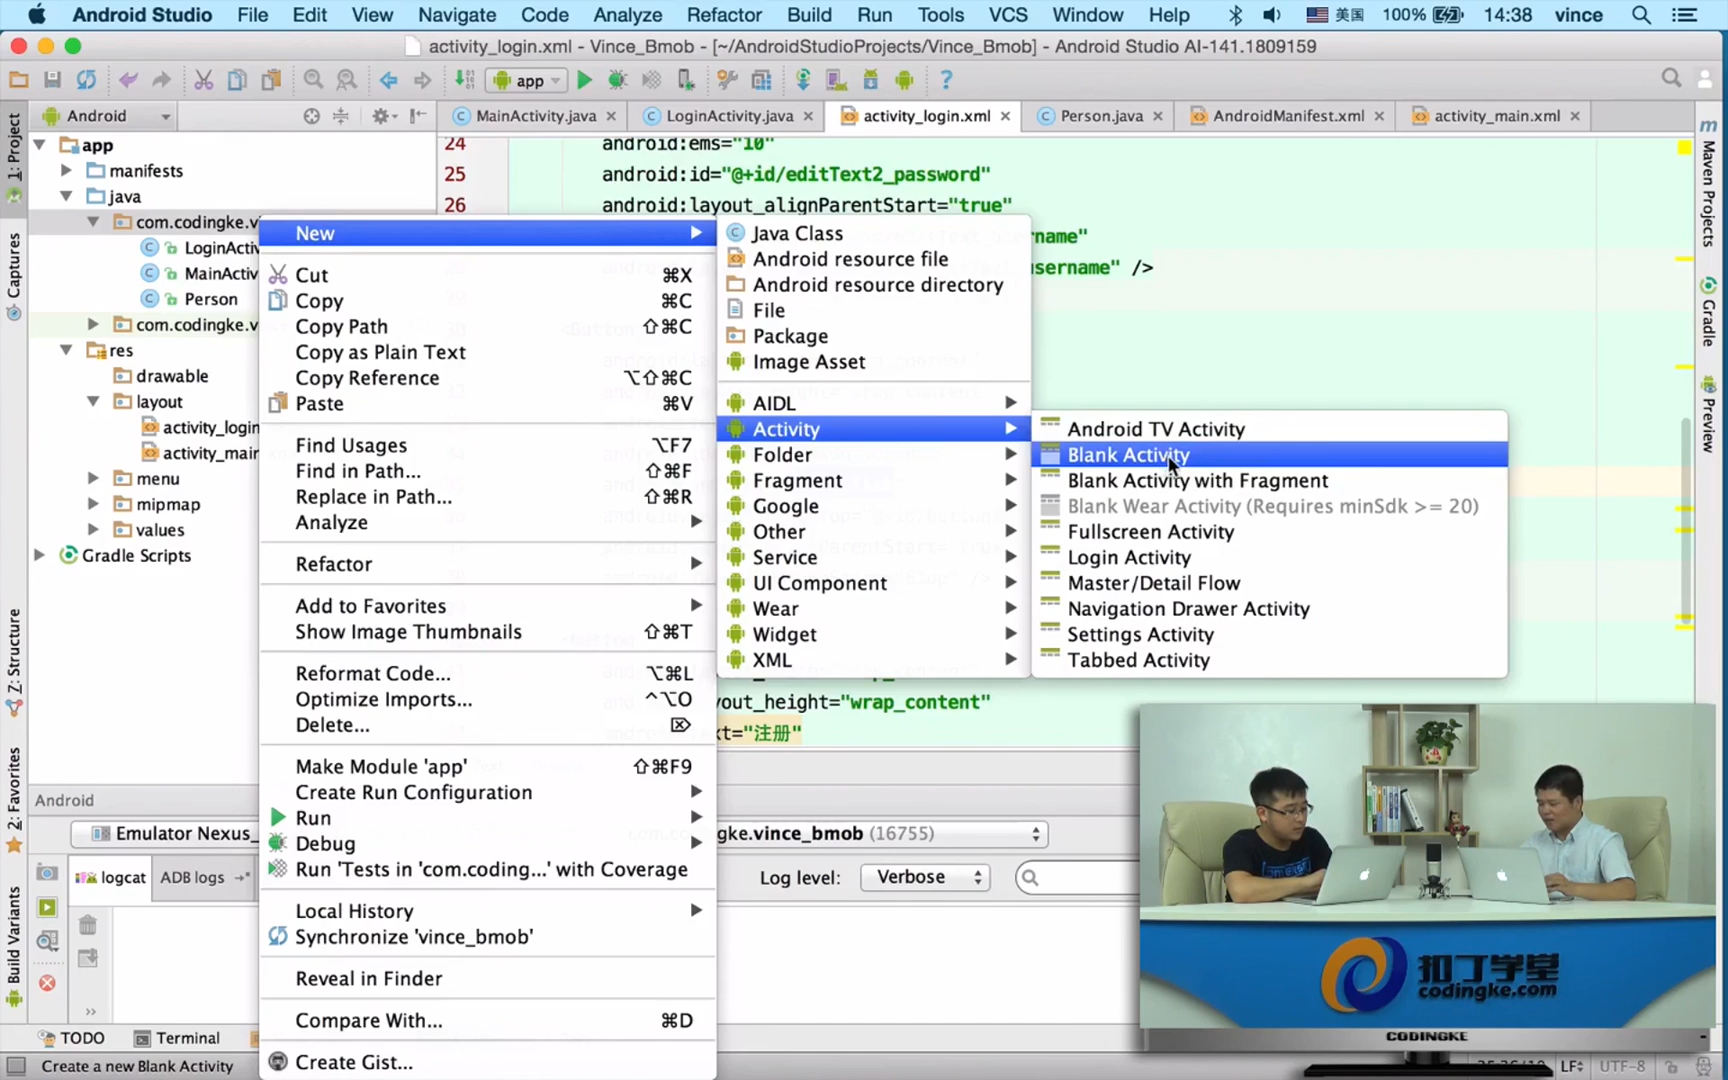 Android Studio File Edit View Navigate Code Analyze Refactor Build Run Tools VCS Window Help 美国 100% 14:38 vince
activity_login.xml - Vince_Bmob - [~/AndroidStudioProjects/Vince_Bmob] - Android Studio AI-141.1809159
app
Android MainActivity.java LoginActivity.java activity_login.xml Person.java AndroidManifest.xml activity_main.xml
1: Project
Captures
Z: Structure
2: Favorites
Build Variants
app
manifests
java
com.codingke.v
LoginActiv
MainActiv
Person
com.codingke.v
res
drawable
layout
activity_login
activity_main
menu
mipmap
values
Gradle Scripts
24 android:ems="10"
25 android:id="@+id/editText2_password"
26 android:layout_alignParentStart="true"
username"
sername" />
yout_height="wrap_content"
xt="注册"
New
Cut ⌘X
Copy ⌘C
Copy Path ⇧⌘C
Copy as Plain Text
Copy Reference ⌥⇧⌘C
Paste ⌘V
Find Usages ⌥F7
Find in Path... ⇧⌘F
Replace in Path... ⇧⌘R
Analyze
Refactor
Add to Favorites
Show Image Thumbnails ⇧⌘T
Reformat Code... ⌥⌘L
Optimize Imports... ^⌥O
Delete... ⌦
Make Module 'app' ⇧⌘F9
Create Run Configuration
Run
Debug
Run 'Tests in 'com.coding...' with Coverage
Local History
Synchronize 'vince_bmob'
Reveal in Finder
Compare With... ⌘D
Create Gist...
Java Class
Android resource file
Android resource directory
File
Package
Image Asset
AIDL
Activity
Folder
Fragment
Google
Other
Service
UI Component
Wear
Widget
XML
Android TV Activity
Blank Activity
Blank Activity with Fragment
Blank Wear Activity (Requires minSdk >= 20)
Fullscreen Activity
Login Activity
Master/Detail Flow
Navigation Drawer Activity
Settings Activity
Tabbed Activity
m Maven Projects
Gradle
Preview
Android
Emulator Nexus_
ngke.vince_bmob (16755)
logcat ADB logs
Log level: Verbose
TODO Terminal
Create a new Blank Activity
LF UTF-8
扣丁学堂
codingke.com
CODINGKE